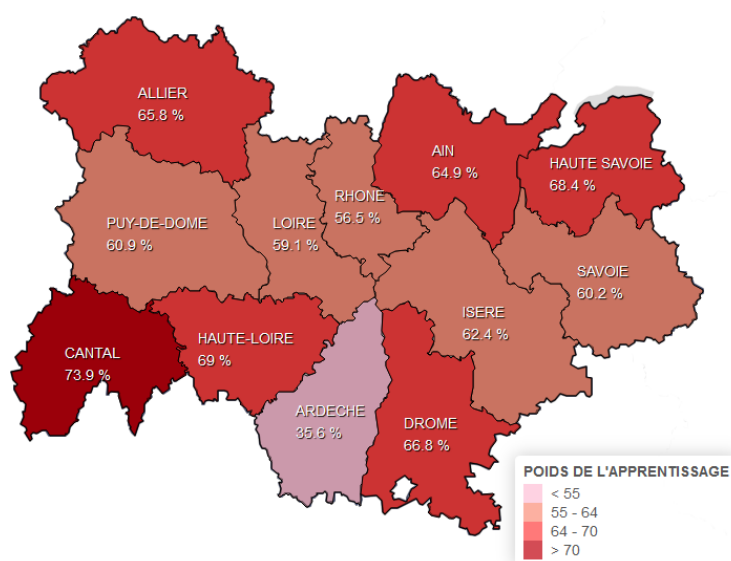 ALLIER
65.8 %
AIN
64.9 %
HAUTE SAVOIE
68.4 %
RHONE
56.5 %
PUY-DE-DOME
60.9 %
LOIRE
59.1 %
SAVOIE
60.2 %
ISERE
62.4 %
HAUTE-LOIRE
69 %
CANTAL
73.9 %
ARDECHE
35.6 %
DROME
66.8 %
POIDS DE L'APPRENTISSAGE
< 55
55 - 64
64 - 70
> 70